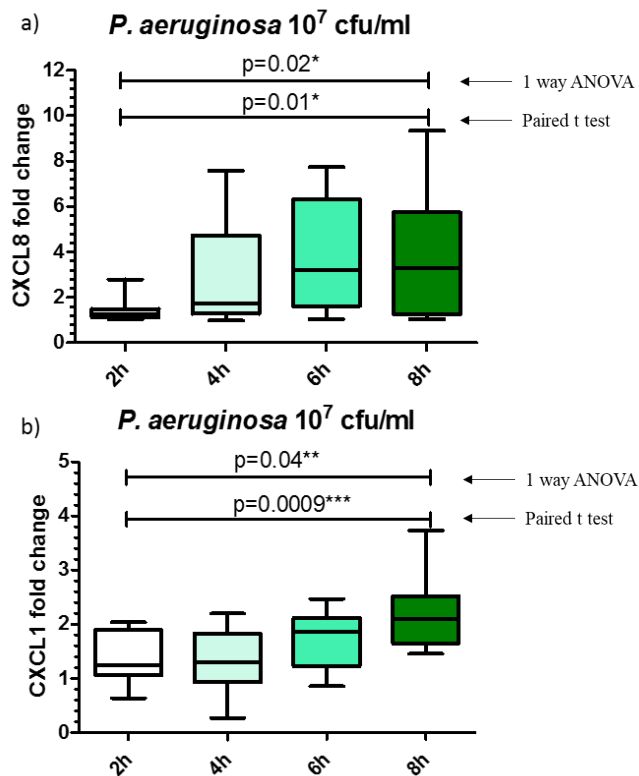 a)
P. aeruginosa 10⁷ cfu/ml
p=0.02*
1 way ANOVA
p=0.01*
Paired t test
CXCL8 fold change
12
10
8
6
4
2
0
2h
4h
6h
8h
b)
P. aeruginosa 10⁷ cfu/ml
p=0.04**
1 way ANOVA
p=0.0009***
Paired t test
CXCL1 fold change
5
4
3
2
1
0
2h
4h
6h
8h